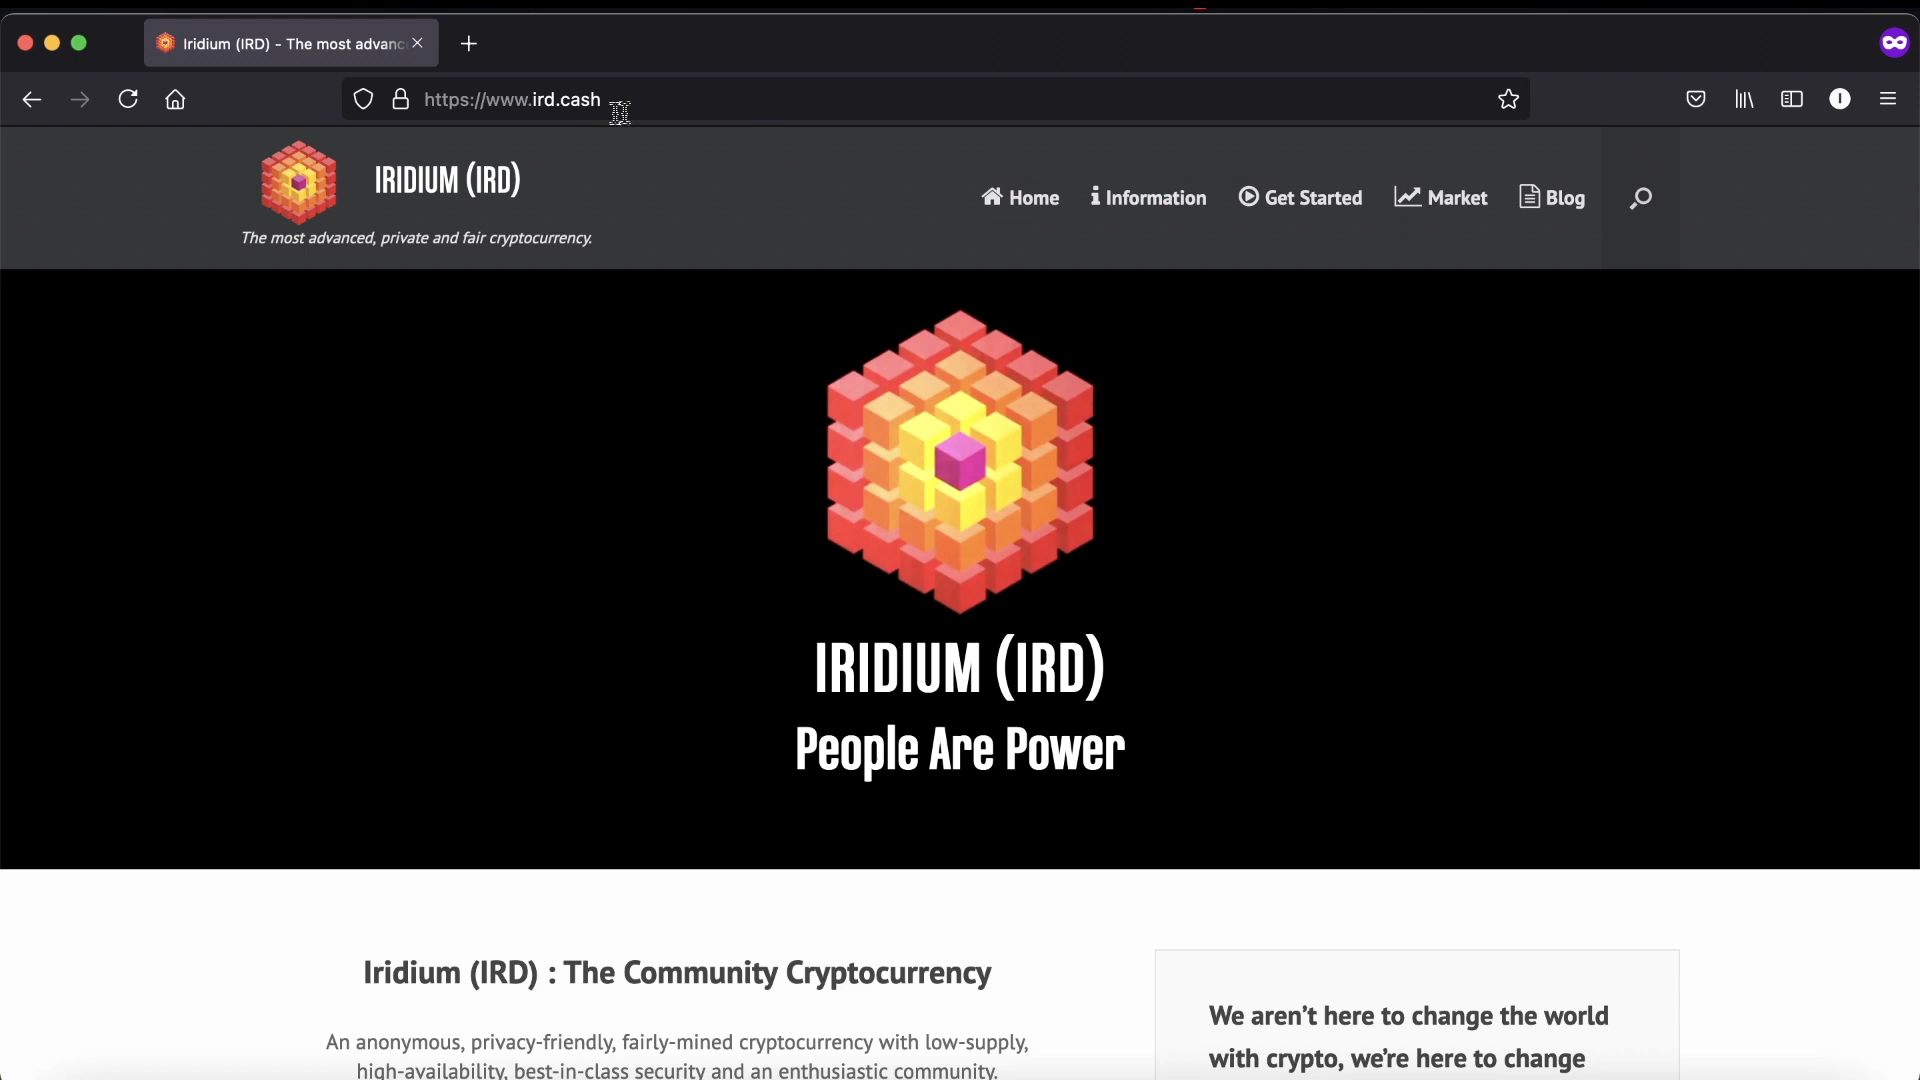 Iridium (IRD) - The most advanc
https://www.ird.cash
IRIDIUM (IRD)
The most advanced, private and fair cryptocurrency.
Home
Information
Get Started
Market
Blog
IRIDIUM (IRD)
People Are Power
Iridium (IRD) : The Community Cryptocurrency
An anonymous, privacy-friendly, fairly-mined cryptocurrency with low-supply,
high-availability, best-in-class security and an enthusiastic community.
We aren’t here to change the world
with crypto, we’re here to change